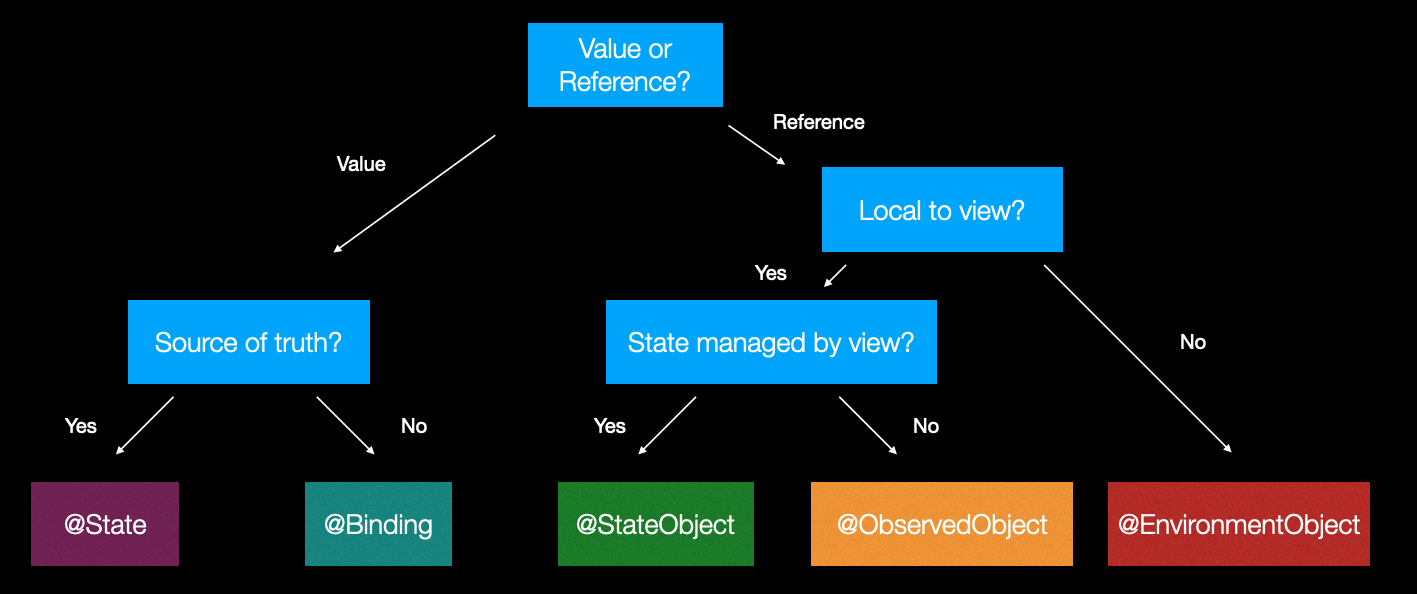 Value or
Reference?
Reference
Value
Local to view?
Yes
Source of truth?
State managed by view?
No
Yes
No
Yes
No
@State
@Binding
@StateObject
@ObservedObject
@EnvironmentObject